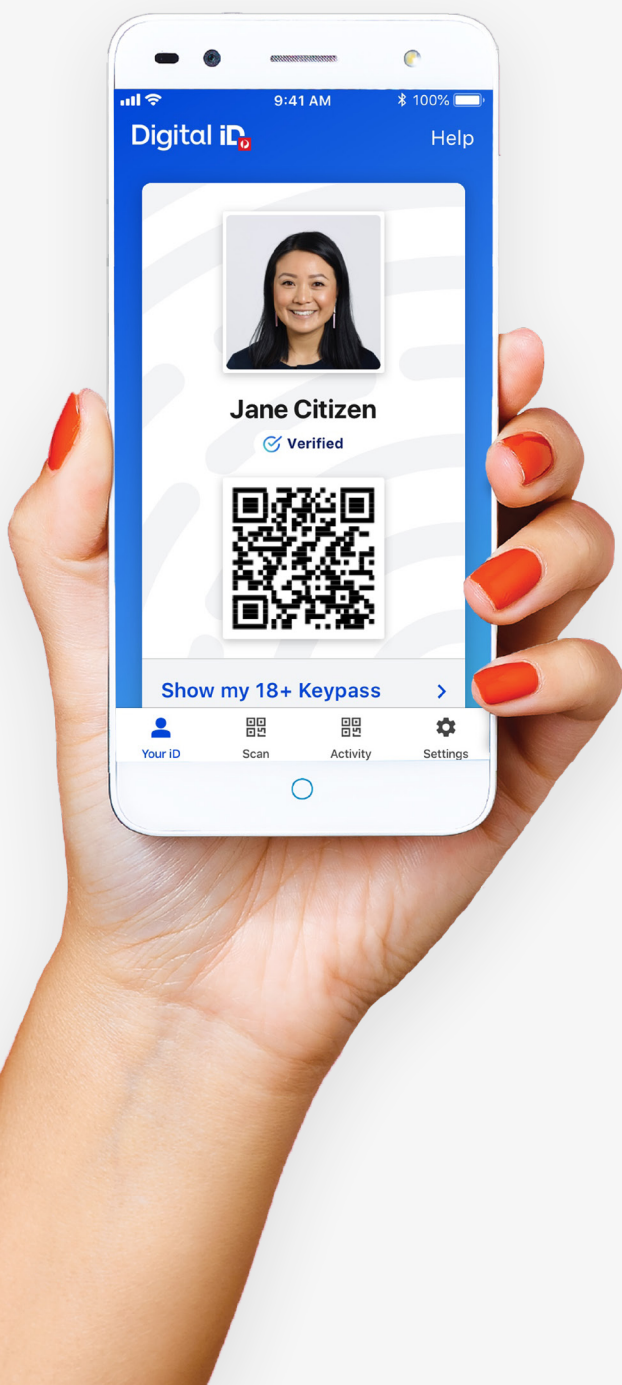 9:41 AM
100%
Digital iD
Help
Jane Citizen
Verified
Show my 18+ Keypass
Your iD
Scan
Activity
Settings